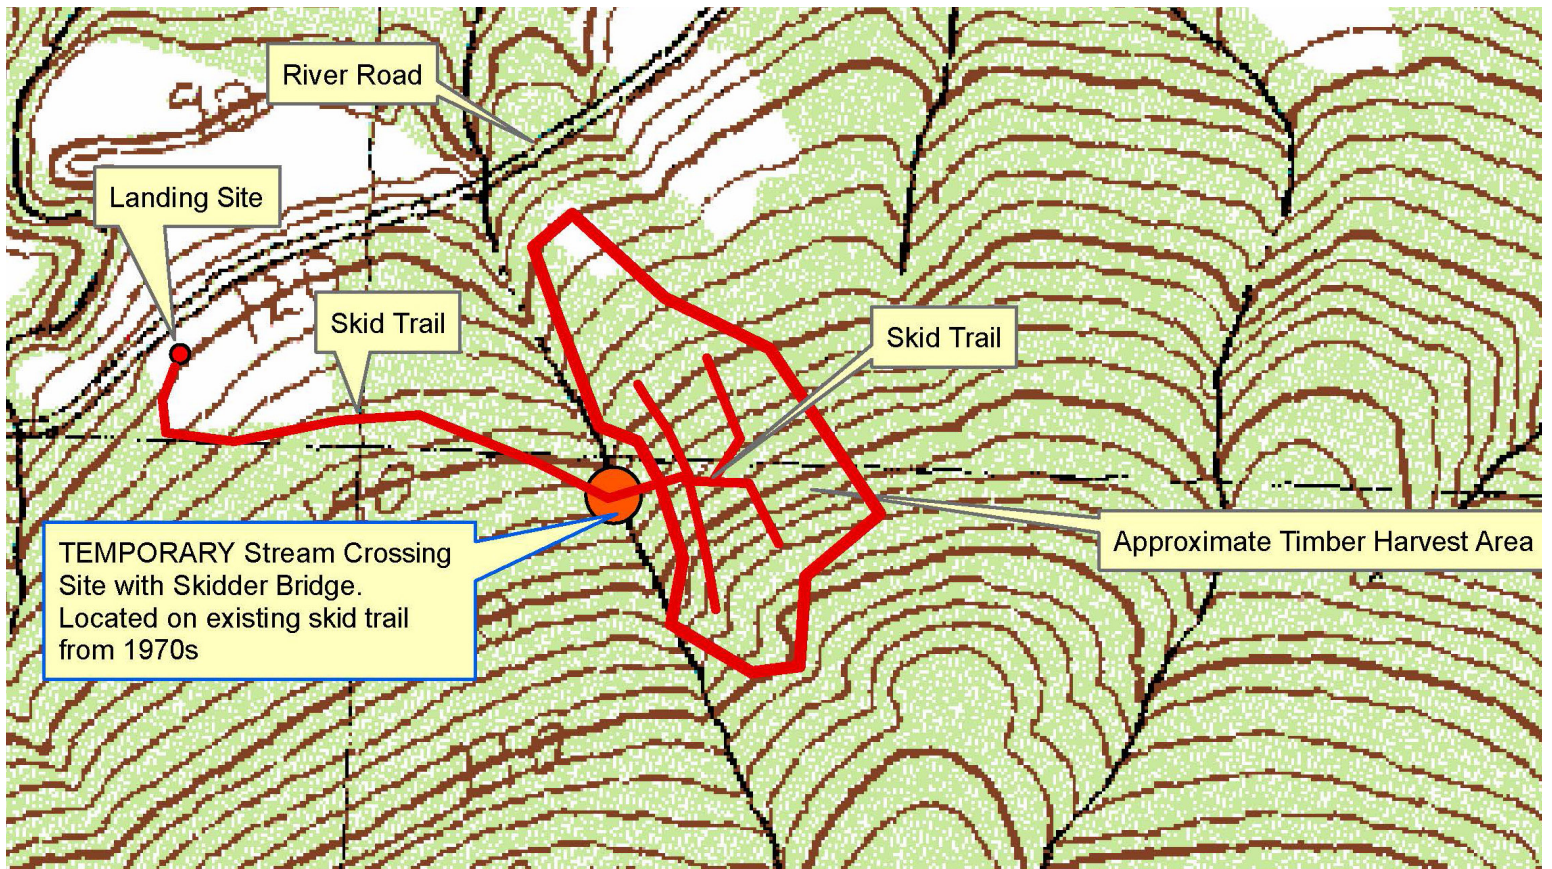 River Road
Landing Site
Skid Trail
Skid Trail
Approximate Timber Harvest Area
TEMPORARY Stream Crossing
Site with Skidder Bridge.
Located on existing skid trail
from 1970s